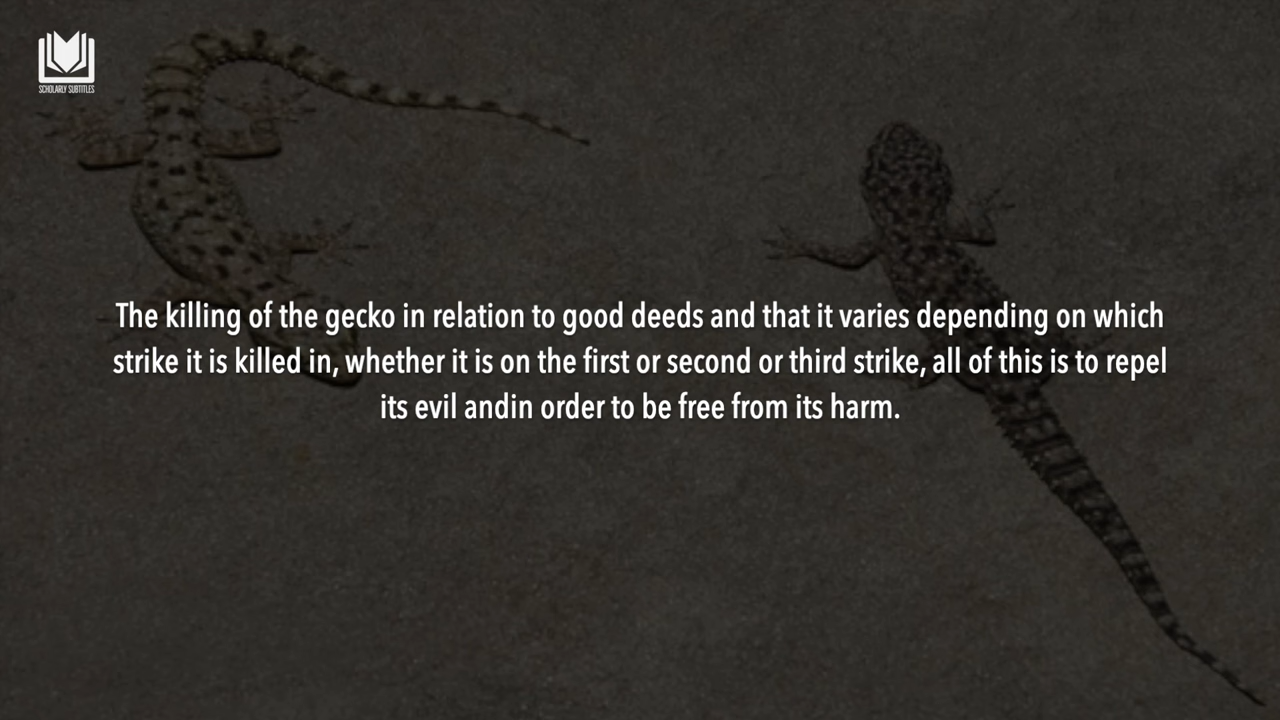 SCHOLARLY SUBTITLES
The killing of the gecko in relation to good deeds and that it varies depending on which
strike it is killed in, whether it is on the first or second or third strike, all of this is to repel
its evil andin order to be free from its harm.